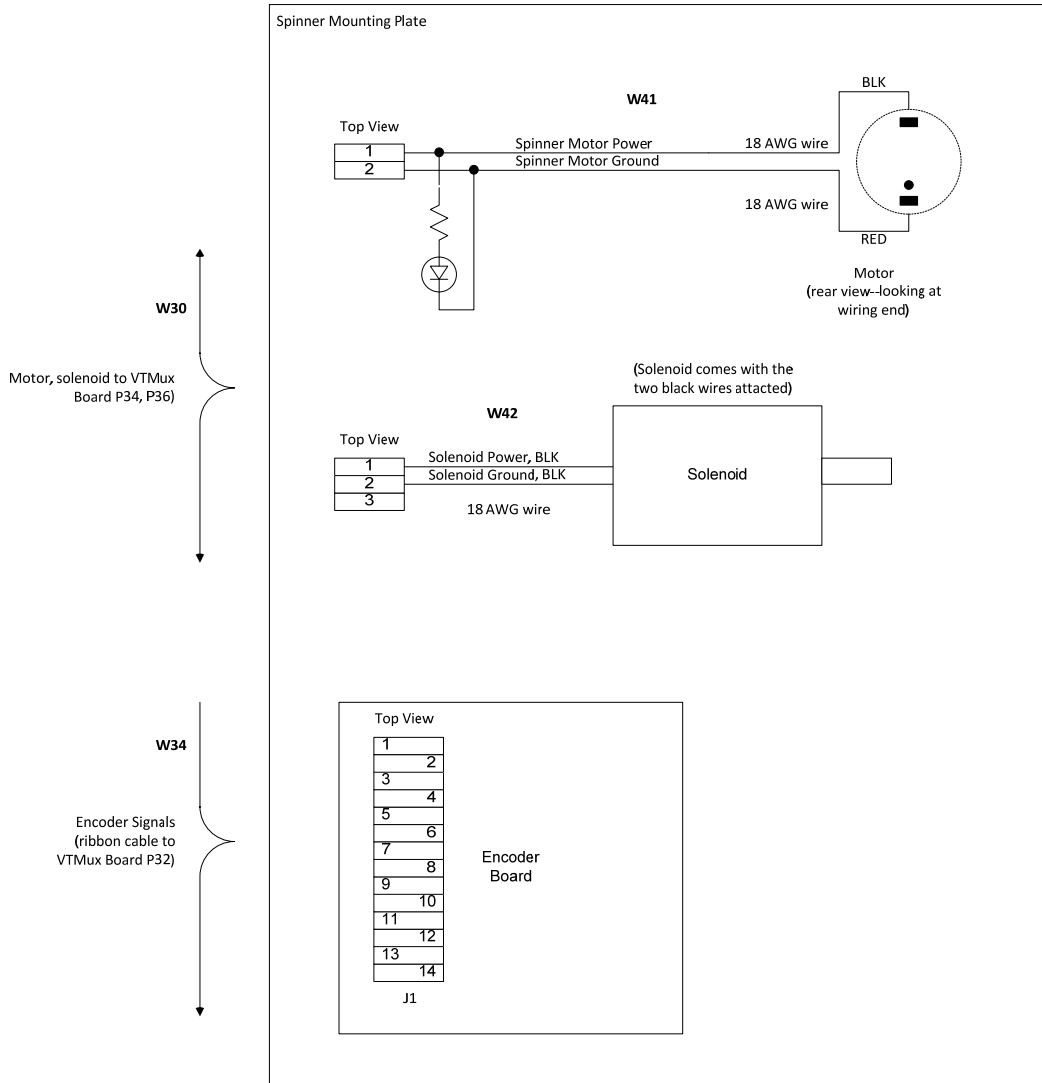 Spinner Mounting Plate
BLK
W41
Top View
1
2
Spinner Motor Power
Spinner Motor Ground
18 AWG wire
18 AWG wire
RED
Motor
(rear view--looking at
wiring end)
W30
Motor, solenoid to VTMux
Board P34, P36)
(Solenoid comes with the
two black wires attacted)
W42
Top View
1
2
3
Solenoid Power, BLK
Solenoid Ground, BLK
18 AWG wire
Solenoid
W34
Encoder Signals
(ribbon cable to
VTMux Board P32)
Top View
1
2
3
4
5
6
7
8
9
10
11
12
13
14
J1
Encoder
Board